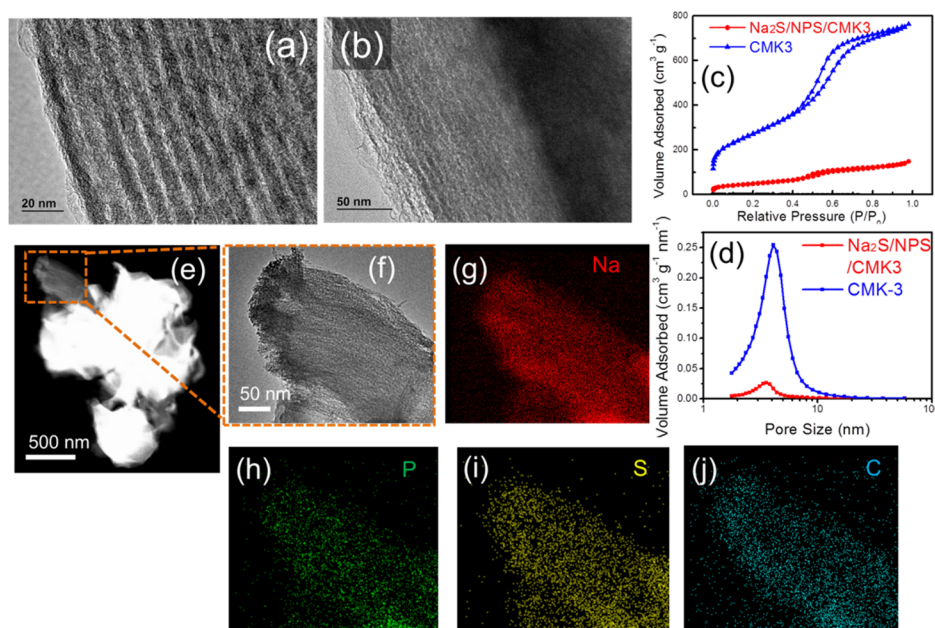 (a)
20 nm
(b)
50 nm
Volume Adsorbed (cm³ g⁻¹)
800
600
400
200
0
Na₂S/NPS/CMK3
CMK3
(c)
0.0 0.2 0.4 0.6 0.8 1.0
Relative Pressure (P/P₀)
(e)
500 nm
(f)
50 nm
(g)
Na
Volume Adsorbed (cm³ g⁻¹ nm⁻¹)
0.25
0.20
0.15
0.10
0.05
0.00
(d)
Na₂S/NPS
/CMK3
CMK-3
1 10 10
Pore Size (nm)
(h)
P
(i)
S
(j)
C